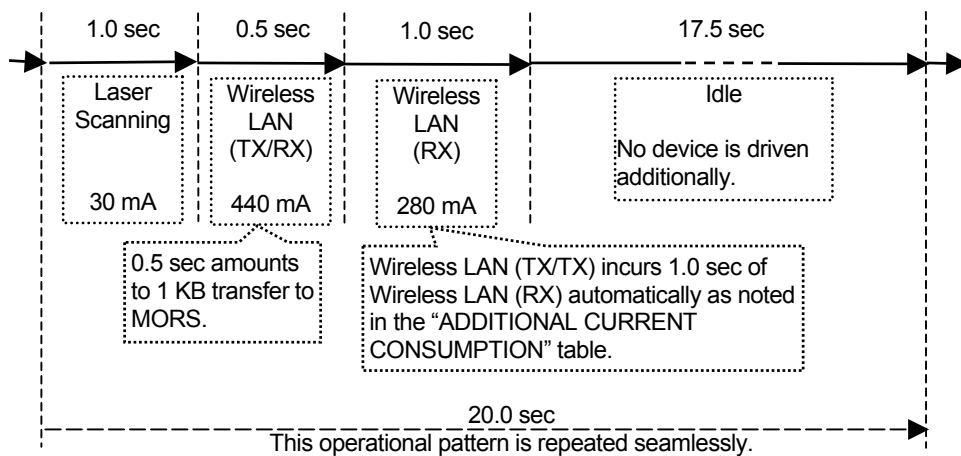 1.0 sec
0.5 sec
1.0 sec
17.5 sec
Laser
Scanning
30 mA
Wireless
LAN
(TX/RX)
440 mA
Wireless
LAN
(RX)
280 mA
Idle
No device is driven
additionally.
0.5 sec amounts
to 1 KB transfer to
MORS.
Wireless LAN (TX/TX) incurs 1.0 sec of
Wireless LAN (RX) automatically as noted
in the “ADDITIONAL CURRENT
CONSUMPTION” table.
20.0 sec
This operational pattern is repeated seamlessly.